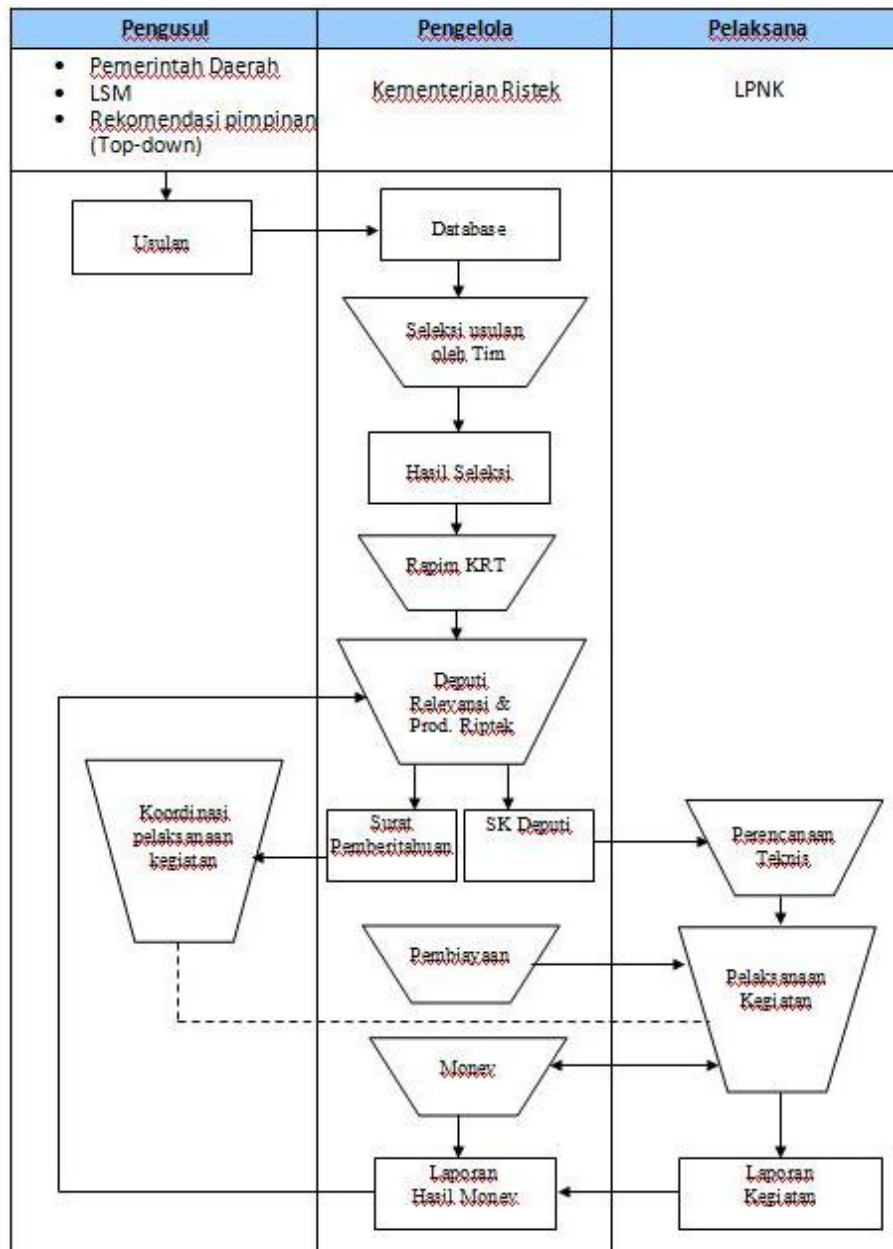 Pengusul
Pengelola
Pelaksana
• Pemerintah Daerah
• LSM
• Rekomendasi pimpinan
(Top-down)
Kementerian Ristek
LPNK
Usulan
Database
Seleksi usulan
oleh Tim
Hasil Seleksi
Rapim KRT
Deputi
Relevansi &
Prod. Riptek
Koordinasi
pelaksanaan
kegiatan
Surat
Pemberitahuan
SK Deputi
Perencanaan
Teknis
Pembiayaan
Pelaksanaan
Kegiatan
Monev
Laporan
Hasil Monev
Laporan
Kegiatan